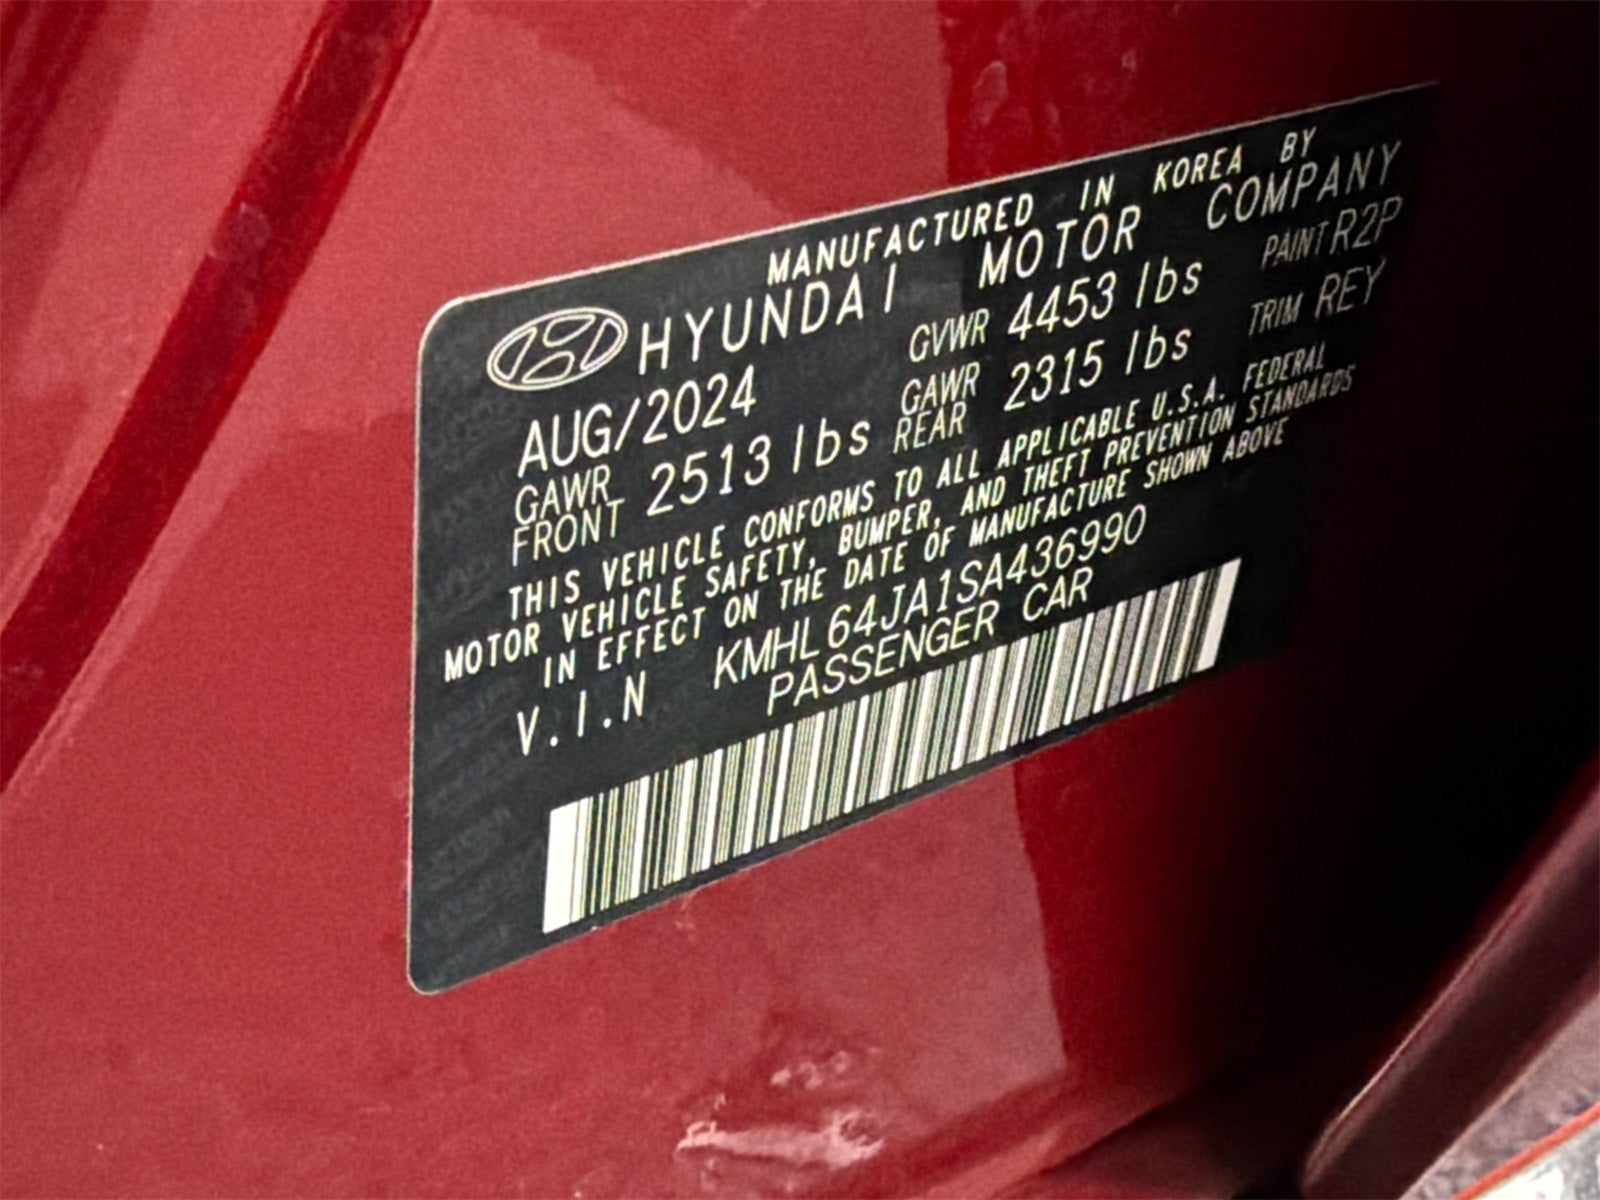 MANUFACTURED IN KOREA BY
HYUNDAI MOTOR COMPANY
AUG/2024 GVWR 4453 lbs PAINT R2P
GAWR FRONT 2513 lbs GAWR REAR 2315 lbs TRIM REY
THIS VEHICLE CONFORMS TO ALL APPLICABLE U.S.A. FEDERAL
MOTOR VEHICLE SAFETY, BUMPER, AND THEFT PREVENTION STANDARDS
IN EFFECT ON THE DATE OF MANUFACTURE SHOWN ABOVE
V.I.N KMHL64JA1SA436990
PASSENGER CAR